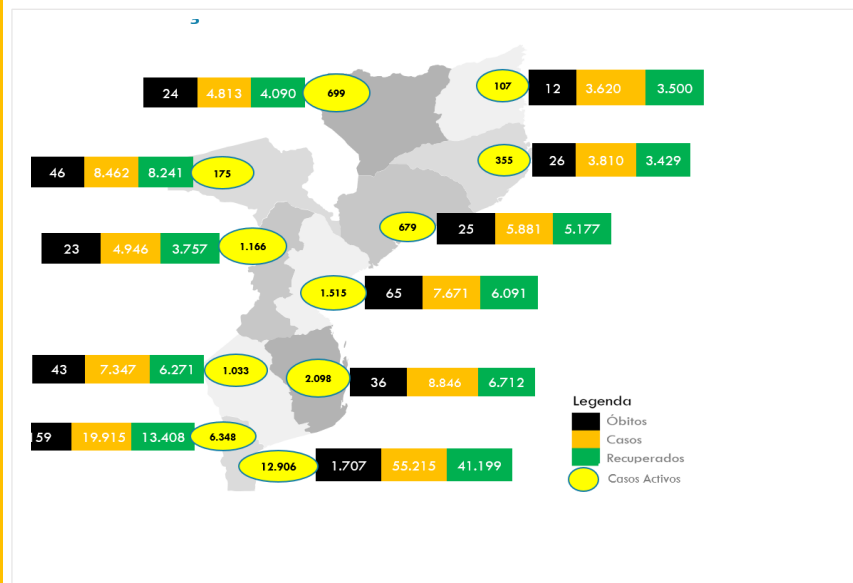 24 4.813 4.090 699
107 12 3.620 3.500
46 8.462 8.241 175
355 26 3.810 3.429
679 25 5.881 5.177
23 4.946 3.757 1.166
1.515 65 7.671 6.091
43 7.347 6.271 1.033
2.098 36 8.846 6.712
159 19.915 13.408 6.348
12.906 1.707 55.215 41.199
Legenda
Óbitos
Casos
Recuperados
Casos Activos